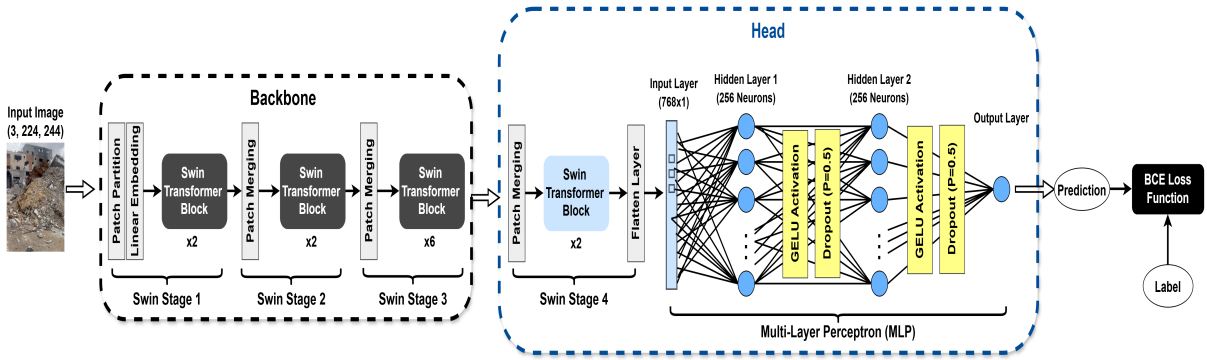 Head
Backbone
Input Image
(3, 224, 244)
Patch Partition
Linear Embedding
Swin
Transformer
Block
x2
Swin Stage 1
Patch Merging
Swin
Transformer
Block
x2
Swin Stage 2
Patch Merging
Swin
Transformer
Block
x6
Swin Stage 3
Patch Merging
Swin
Transformer
Block
x2
Flatten Layer
Swin Stage 4
Input Layer
(768x1)
Hidden Layer 1
(256 Neurons)
GELU Activation
Dropout (P=0.5)
Hidden Layer 2
(256 Neurons)
GELU Activation
Dropout (P=0.5)
Output Layer
Multi-Layer Perceptron (MLP)
Prediction
BCE Loss
Function
Label